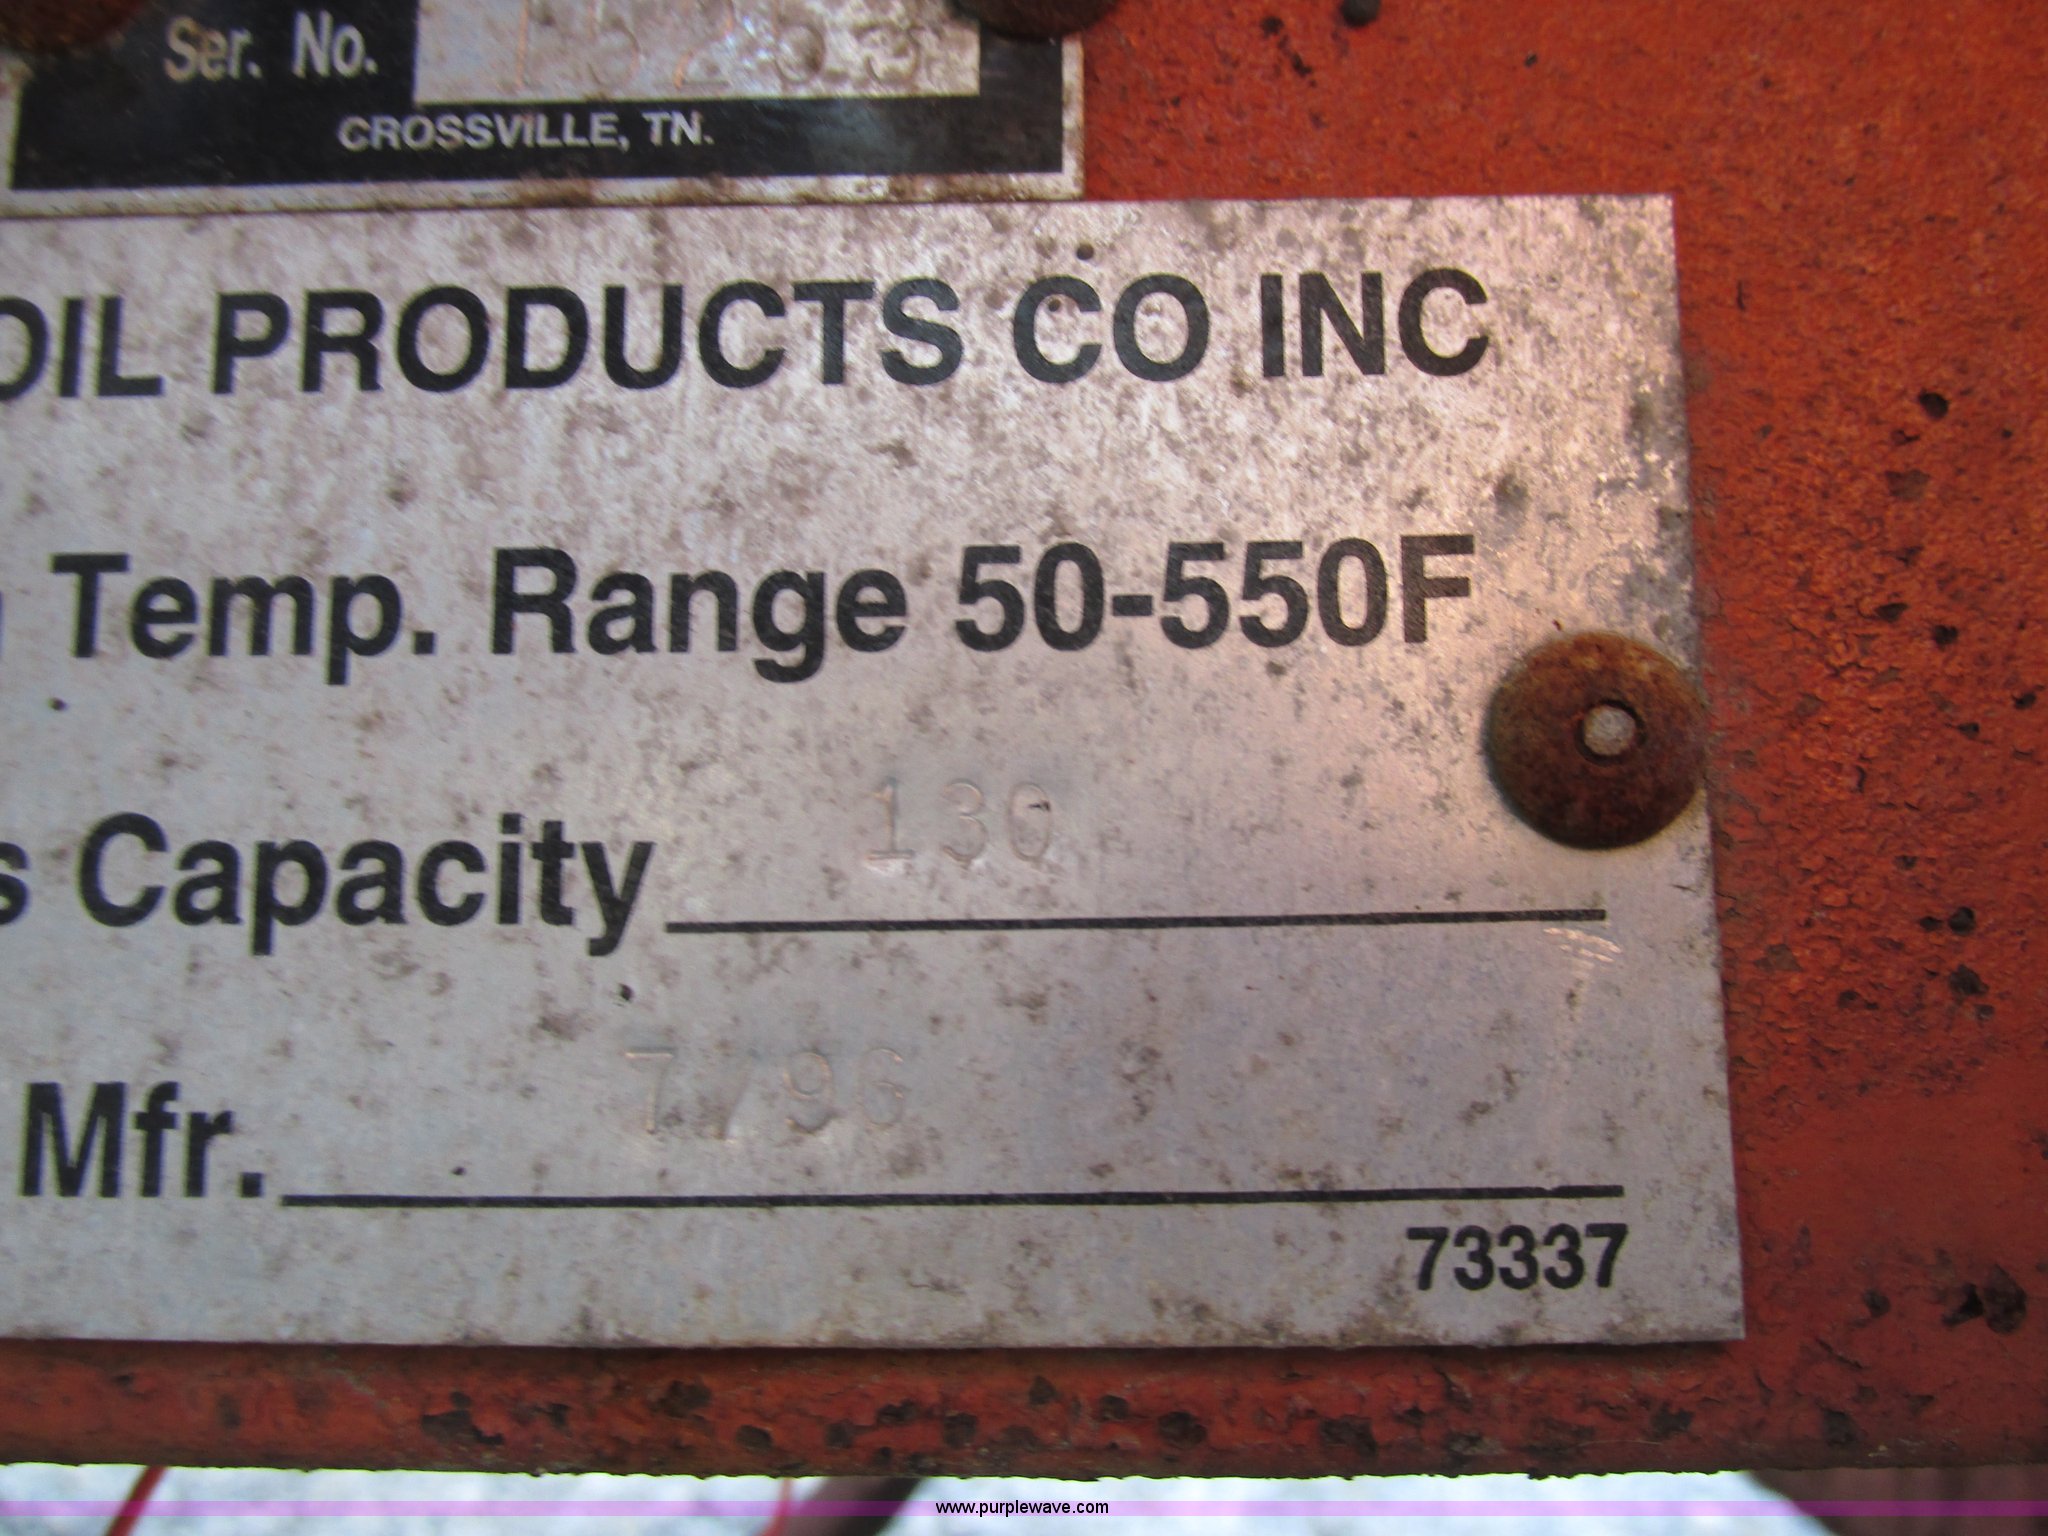 Ser. No.
CROSSVILLE, TN.
OIL PRODUCTS CO INC
Temp. Range 50-550F
s Capacity 130
Mfr. 7/96
73337
www.purplewave.com